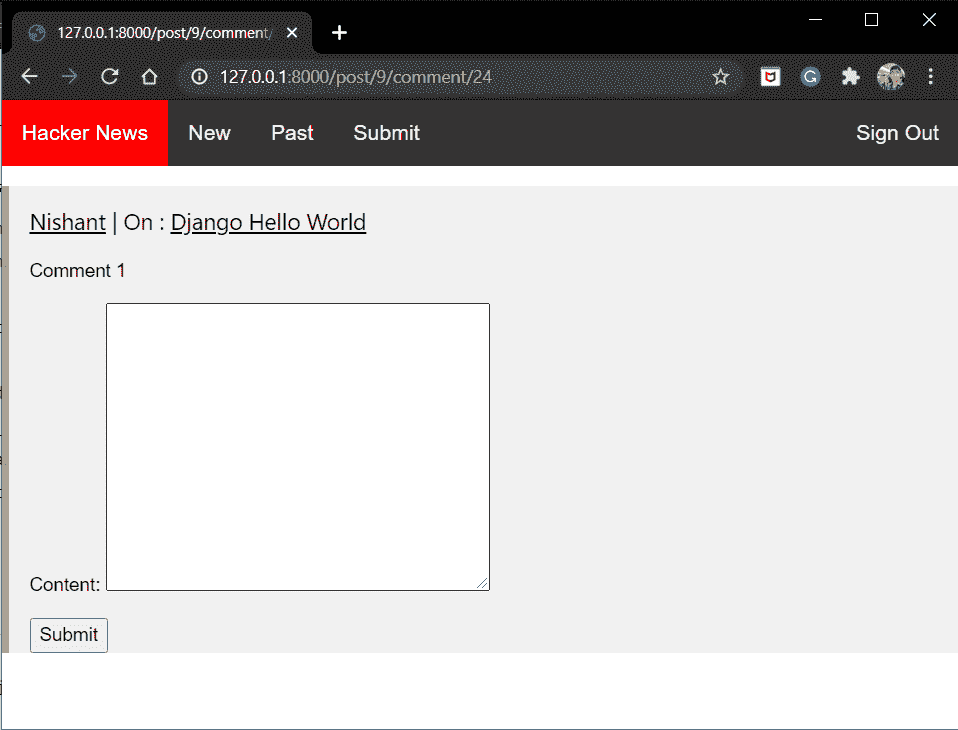 127.0.0.1:8000/post/9/comment/
127.0.0.1:8000/post/9/comment/24
Hacker News New Past Submit Sign Out
Nishant | On : Django Hello World
Comment 1
Content:
Submit